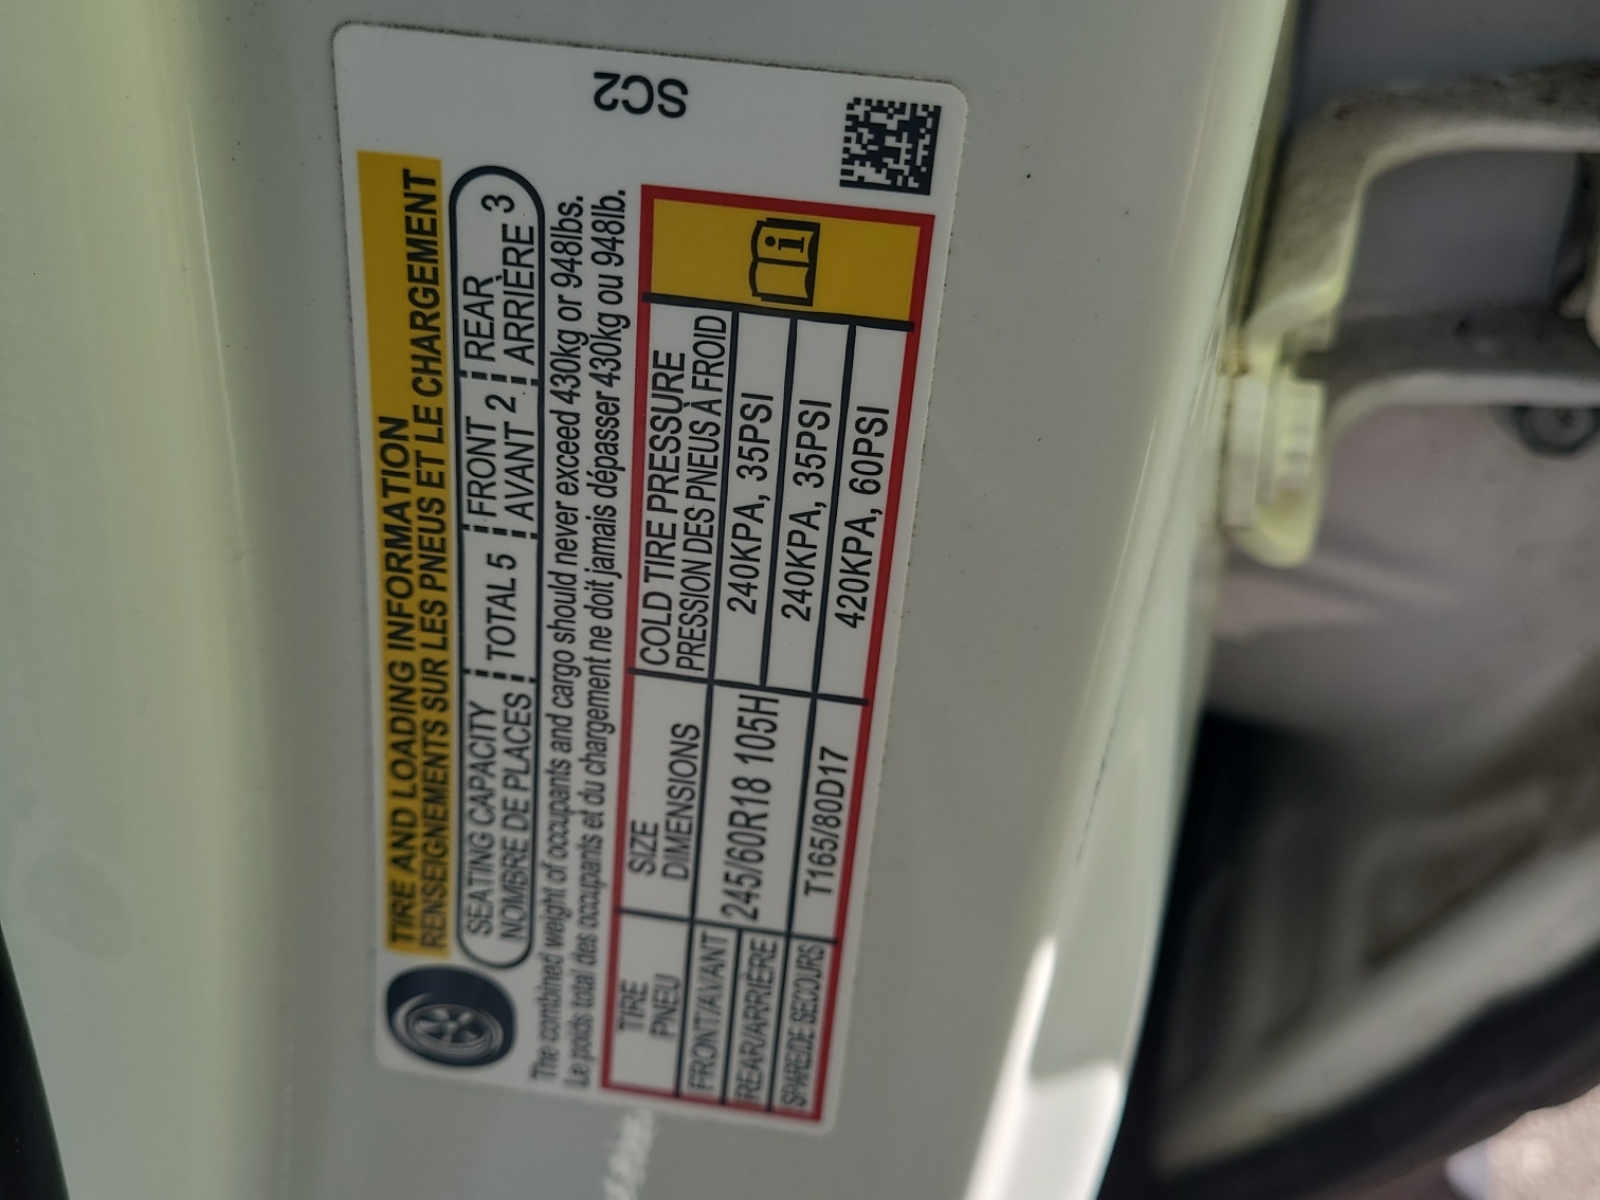 SC2
TIRE AND LOADING INFORMATION
RENSEIGNEMENTS SUR LES PNEUS ET LE CHARGEMENT
SEATING CAPACITY TOTAL 5 FRONT 2 REAR 3
NOMBRE DE PLACES AVANT ARRIÈRE
The combined weight of occupants and cargo should never exceed 430kg or 948lbs.
Le poids total des occupants et du chargement ne doit jamais dépasser 430kg ou 948lb.
TIRE SIZE COLD TIRE PRESSURE
PNEU DIMENSIONS PRESSION DES PNEUS À FROID
FRONT/AVANT 245/60R18 105H 240KPA, 35PSI
REAR/ARRIÈRE 240KPA, 35PSI
SPARE/DE SECOURS T165/80D17 420KPA, 60PSI